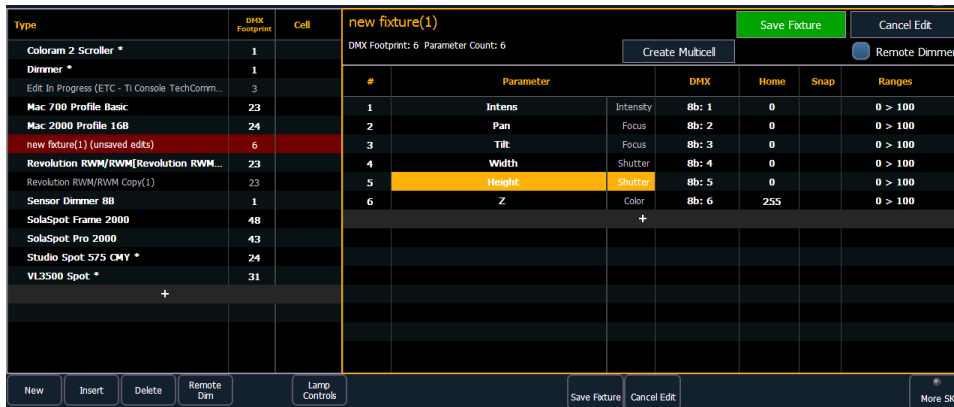 Type DMX Footprint Cell
Coloram 2 Scroller * 1
Dimmer * 1
Edit In Progress (ETC - Ti Console TechComm... 3
Mac 700 Profile Basic 23
Mac 2000 Profile 16B 24
new fixture(1) (unsaved edits) 6
Revolution RWM/RWM[Revolution RWM... 23
Revolution RWM/RWM Copy(1) 23
Sensor Dimmer 8B 1
SolaSpot Frame 2000 48
SolaSpot Pro 2000 43
Studio Spot 575 CMY * 24
VL3500 Spot * 31
+
new fixture(1) Save Fixture Cancel Edit
DMX Footprint: 6 Parameter Count: 6 Create Multicell Remote Dimmer
# Parameter DMX Home Snap Ranges
1 Intens Intensity 8b: 1 0 0 > 100
2 Pan Focus 8b: 2 0 0 > 100
3 Tilt Focus 8b: 3 0 0 > 100
4 Width Shutter 8b: 4 0 0 > 100
5 Height Shutter 8b: 5 0 0 > 100
6 Z Color 8b: 6 255 0 > 100
+
New Insert Delete Remote Dim Lamp Controls Save Fixture Cancel Edit More SK